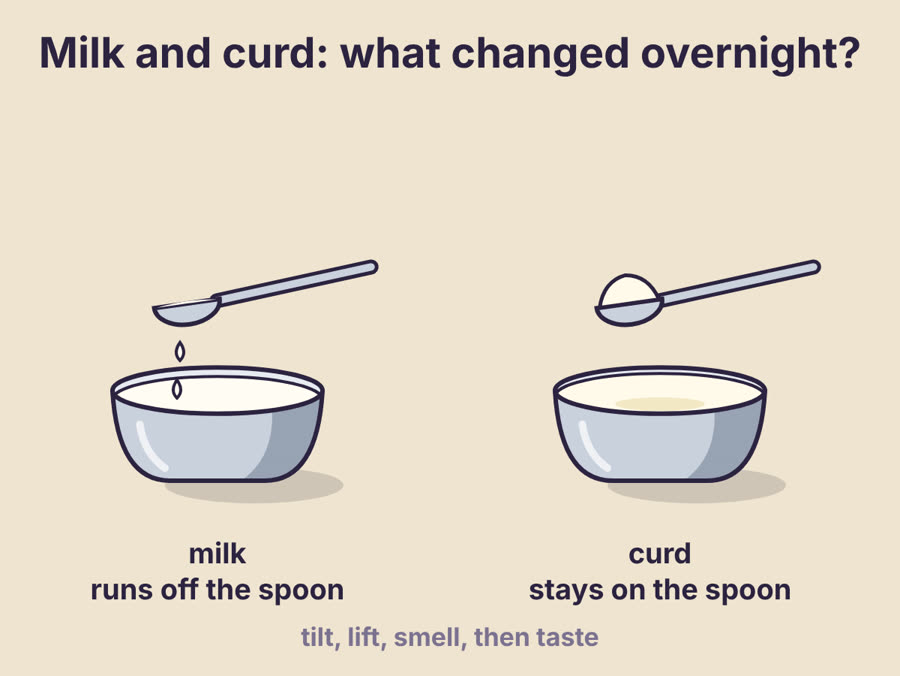 Milk and curd: what changed overnight?
milk
runs off the spoon
curd
stays on the spoon
tilt, lift, smell, then taste